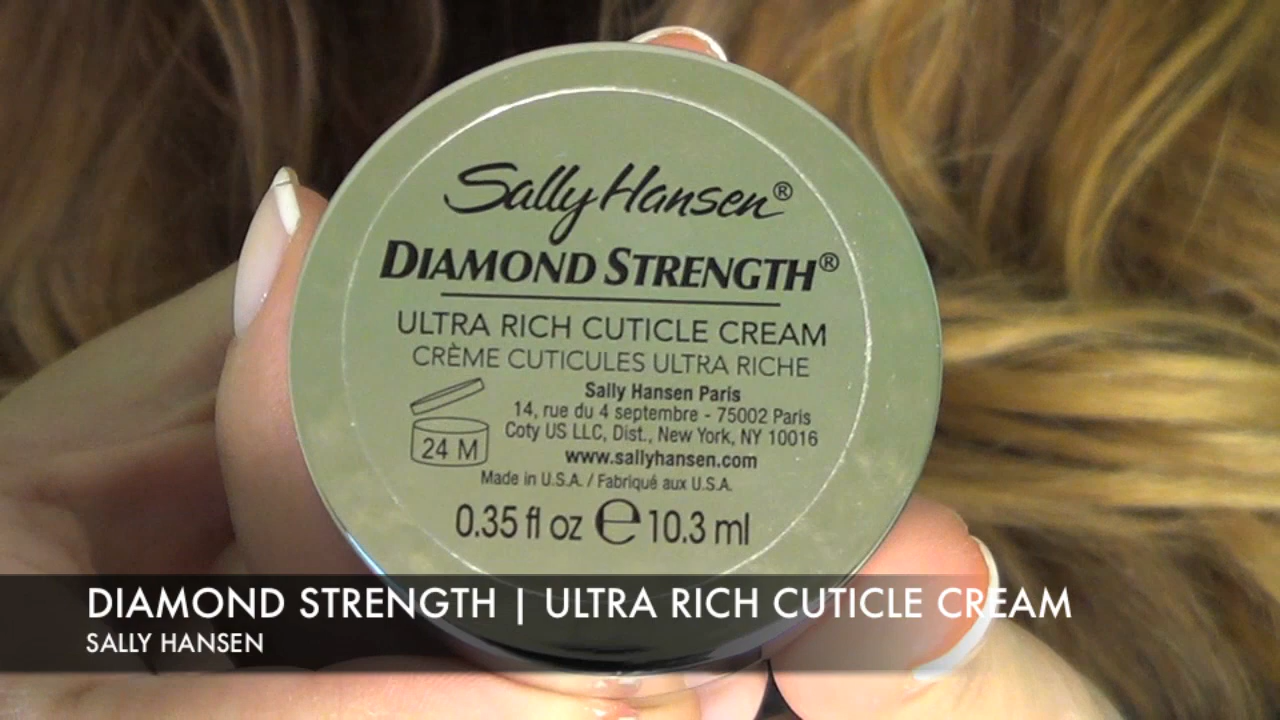 Sally Hansen®
DIAMOND STRENGTH®
ULTRA RICH CUTICLE CREAM
CRÈME CUTICULES ULTRA RICHE
Sally Hansen Paris
14, rue du 4 septembre - 75002 Paris
Coty US LLC, Dist., New York, NY 10016
www.sallyhansen.com
24 M
Made in U.S.A. / Fabriqué aux U.S.A.
0.35 fl oz ℮ 10.3 ml
DIAMOND STRENGTH | ULTRA RICH CUTICLE CREAM
SALLY HANSEN